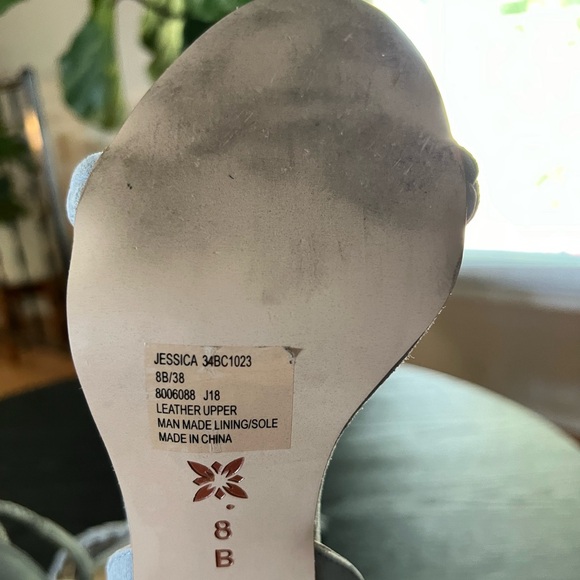 JESSICA 34BC1023
8B/38
8006088 J18
LEATHER UPPER
MAN MADE LINING/SOLE
MADE IN CHINA
8
B